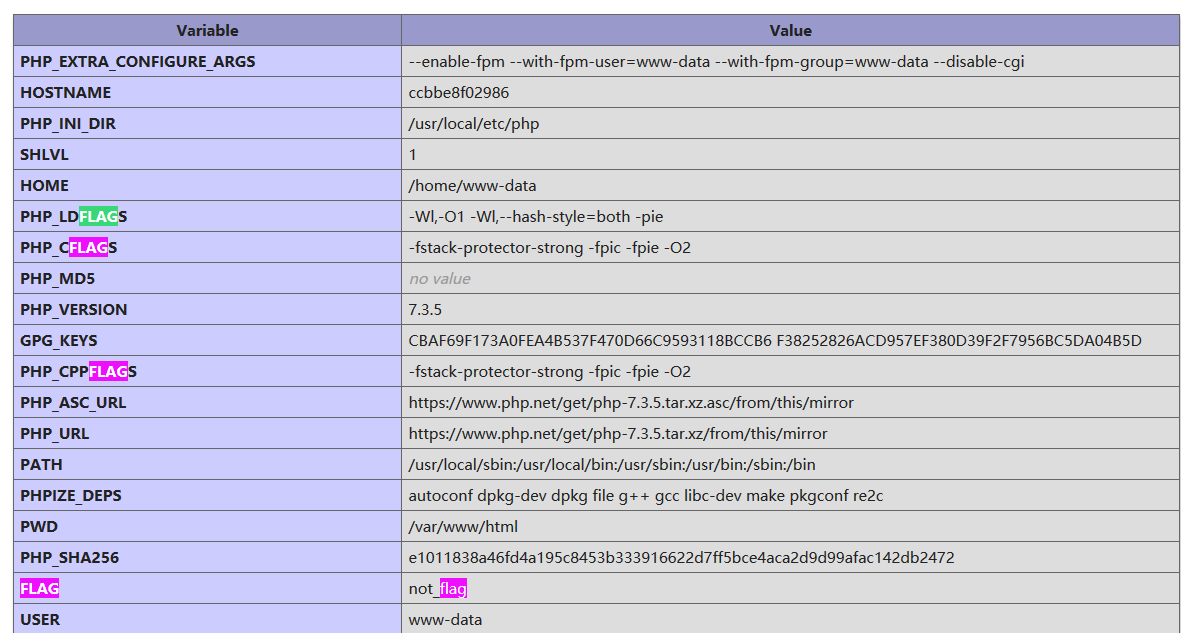 Variable Value
PHP_EXTRA_CONFIGURE_ARGS --enable-fpm --with-fpm-user=www-data --with-fpm-group=www-data --disable-cgi
HOSTNAME ccbbe8f02986
PHP_INI_DIR /usr/local/etc/php
SHLVL 1
HOME /home/www-data
PHP_LDFLAGS -Wl,-O1 -Wl,--hash-style=both -pie
PHP_CFLAGS -fstack-protector-strong -fpic -fpie -O2
PHP_MD5 no value
PHP_VERSION 7.3.5
GPG_KEYS CBAF69F173A0FEA4B537F470D66C9593118BCCB6 F38252826ACD957EF380D39F2F7956BC5DA04B5D
PHP_CPPFLAGS -fstack-protector-strong -fpic -fpie -O2
PHP_ASC_URL https://www.php.net/get/php-7.3.5.tar.xz.asc/from/this/mirror
PHP_URL https://www.php.net/get/php-7.3.5.tar.xz/from/this/mirror
PATH /usr/local/sbin:/usr/local/bin:/usr/sbin:/usr/bin:/sbin:/bin
PHPIZE_DEPS autoconf dpkg-dev dpkg file g++ gcc libc-dev make pkgconf re2c
PWD /var/www/html
PHP_SHA256 e1011838a46fd4a195c8453b333916622d7ff5bce4aca2d9d99afac142db2472
FLAG not_flag
USER www-data